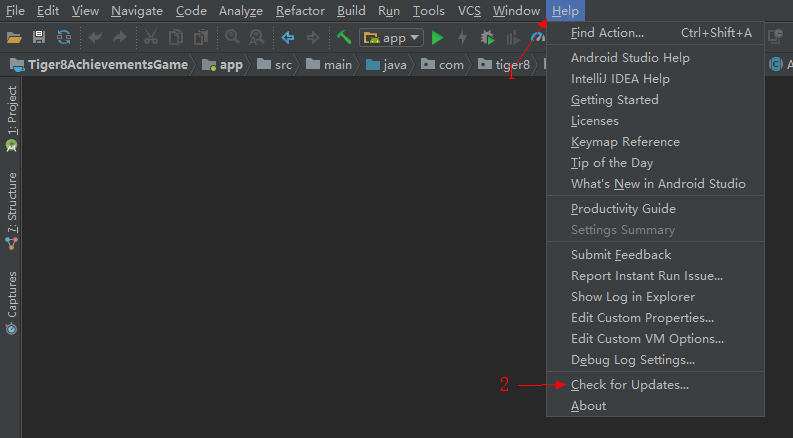 File Edit View Navigate Code Analyze Refactor Build Run Tools VCS Window Help
app
Tiger8AchievementsGame app src main java com tiger8
C A
1
1: Project
7: Structure
Captures
Find Action... Ctrl+Shift+A
Android Studio Help
IntelliJ IDEA Help
Getting Started
Licenses
Keymap Reference
Tip of the Day
What's New in Android Studio
Productivity Guide
Settings Summary
Submit Feedback
Report Instant Run Issue...
Show Log in Explorer
Edit Custom Properties...
Edit Custom VM Options...
Debug Log Settings...
2
Check for Updates...
About